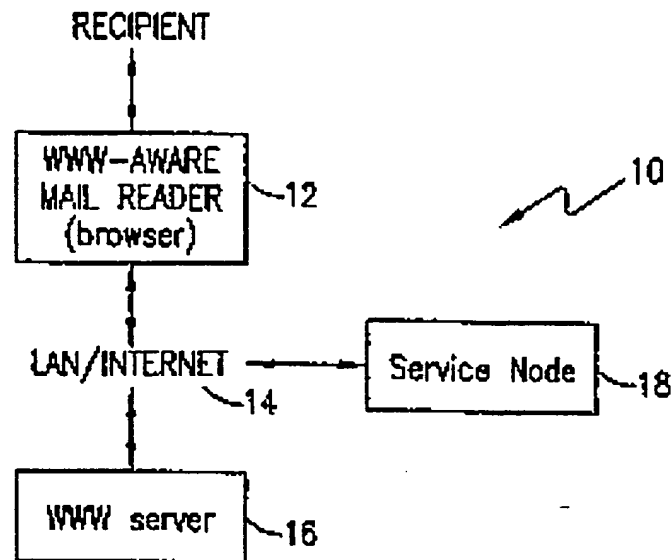 RECIPIENT
WWW-AWARE
MAIL READER
(browser)
12
10
LAN/INTERNET
14
Service Node
18
WWW server
16